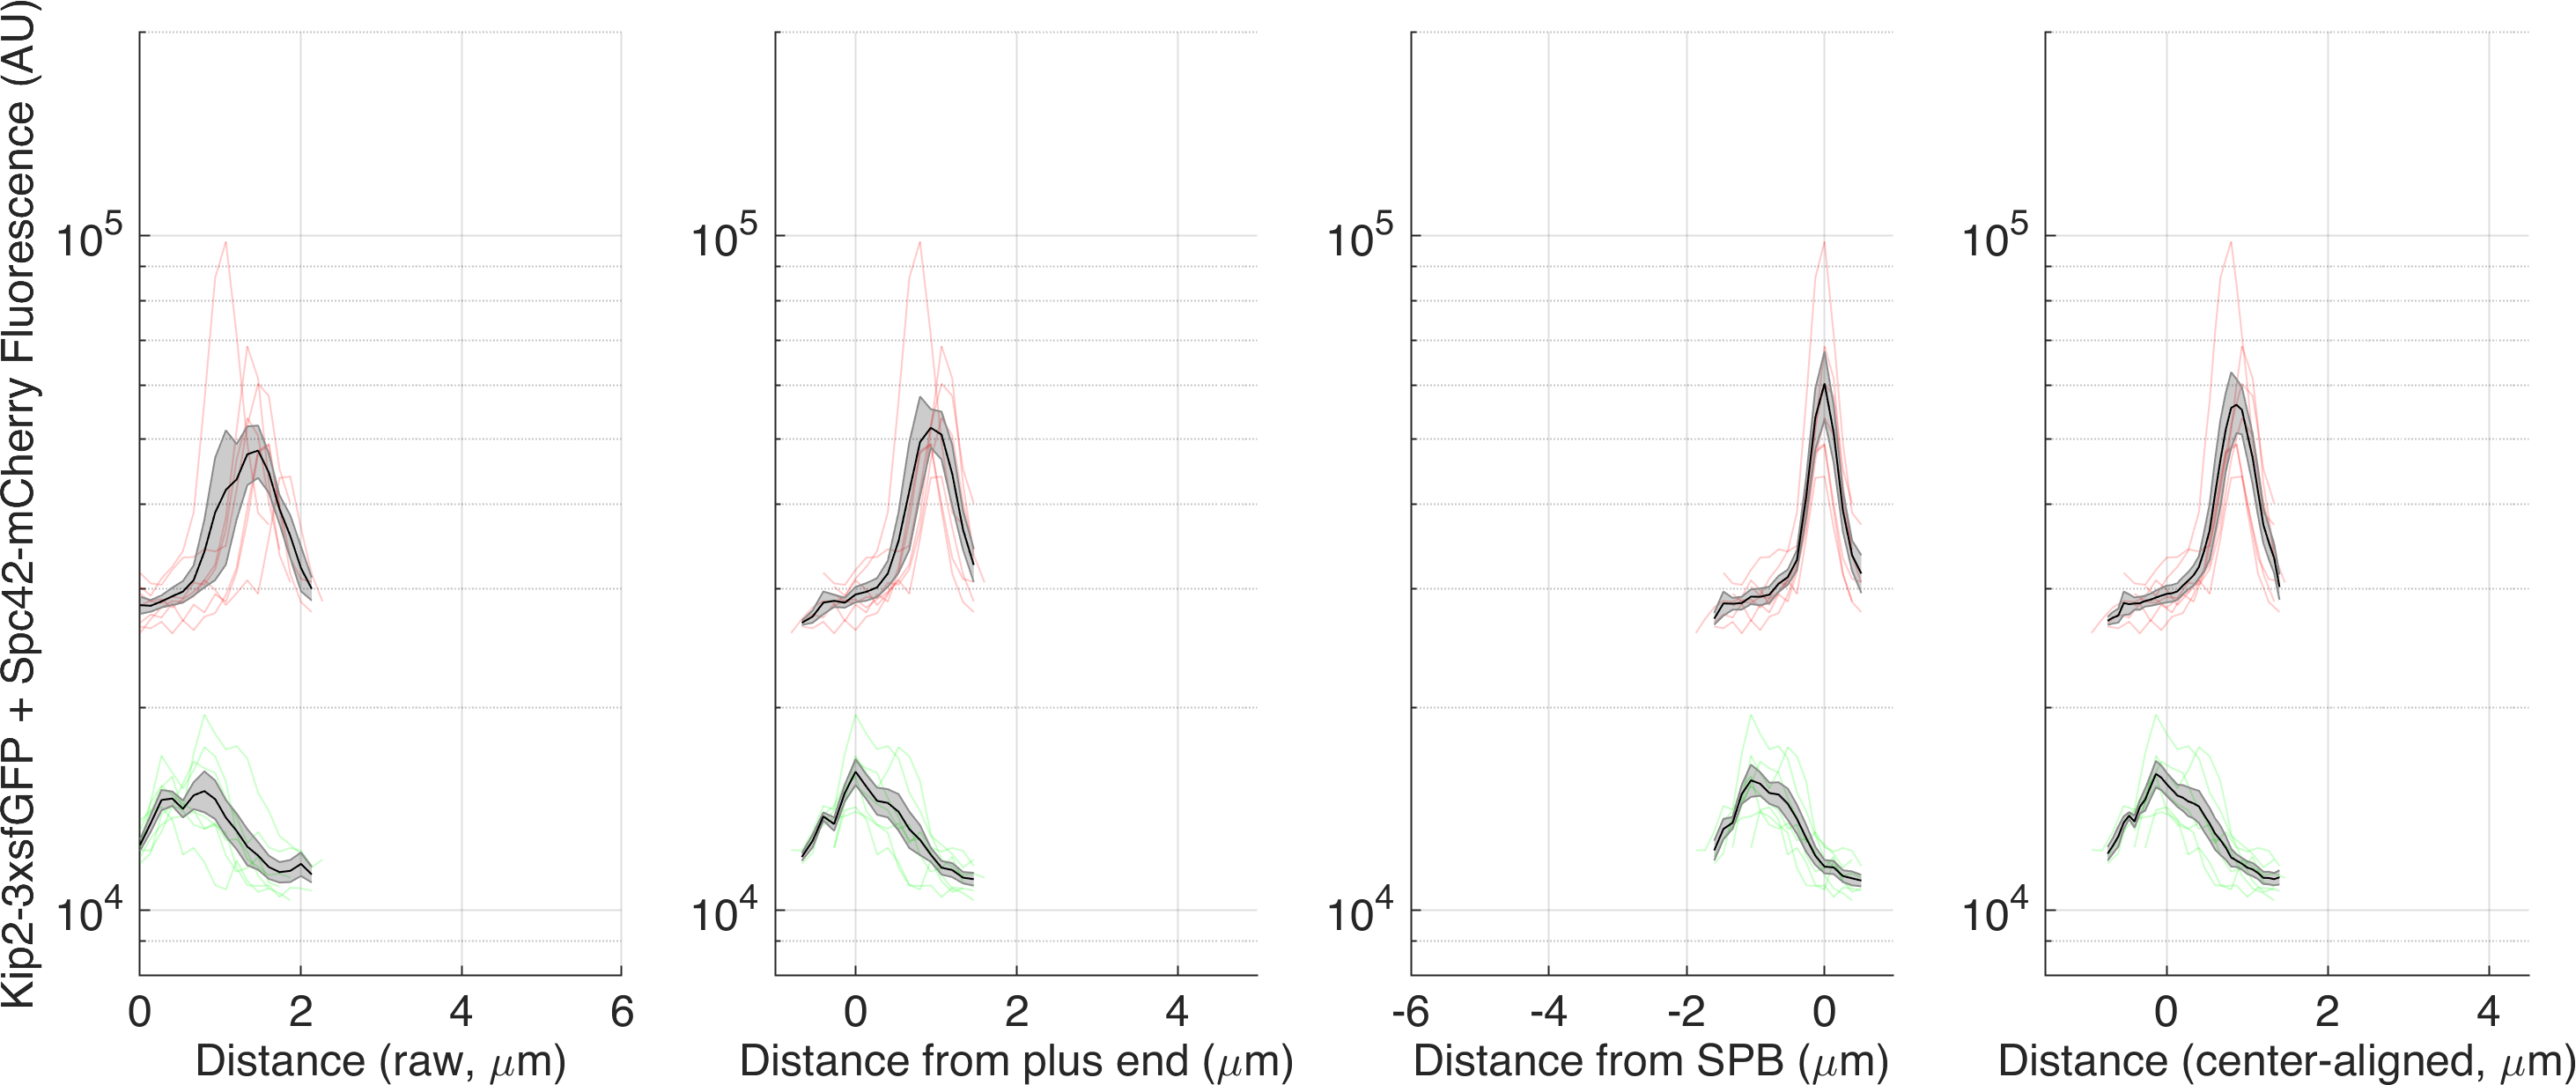 Kip2-3xsfGFP + Spc42-mCherry Fluorescence (AU)
10^5
10^4
0 2 4 6
Distance (raw, μm)
10^5
10^4
0 2 4
Distance from plus end (μm)
10^5
10^4
-6 -4 -2 0
Distance from SPB (μm)
10^5
10^4
0 2 4
Distance (center-aligned, μm)